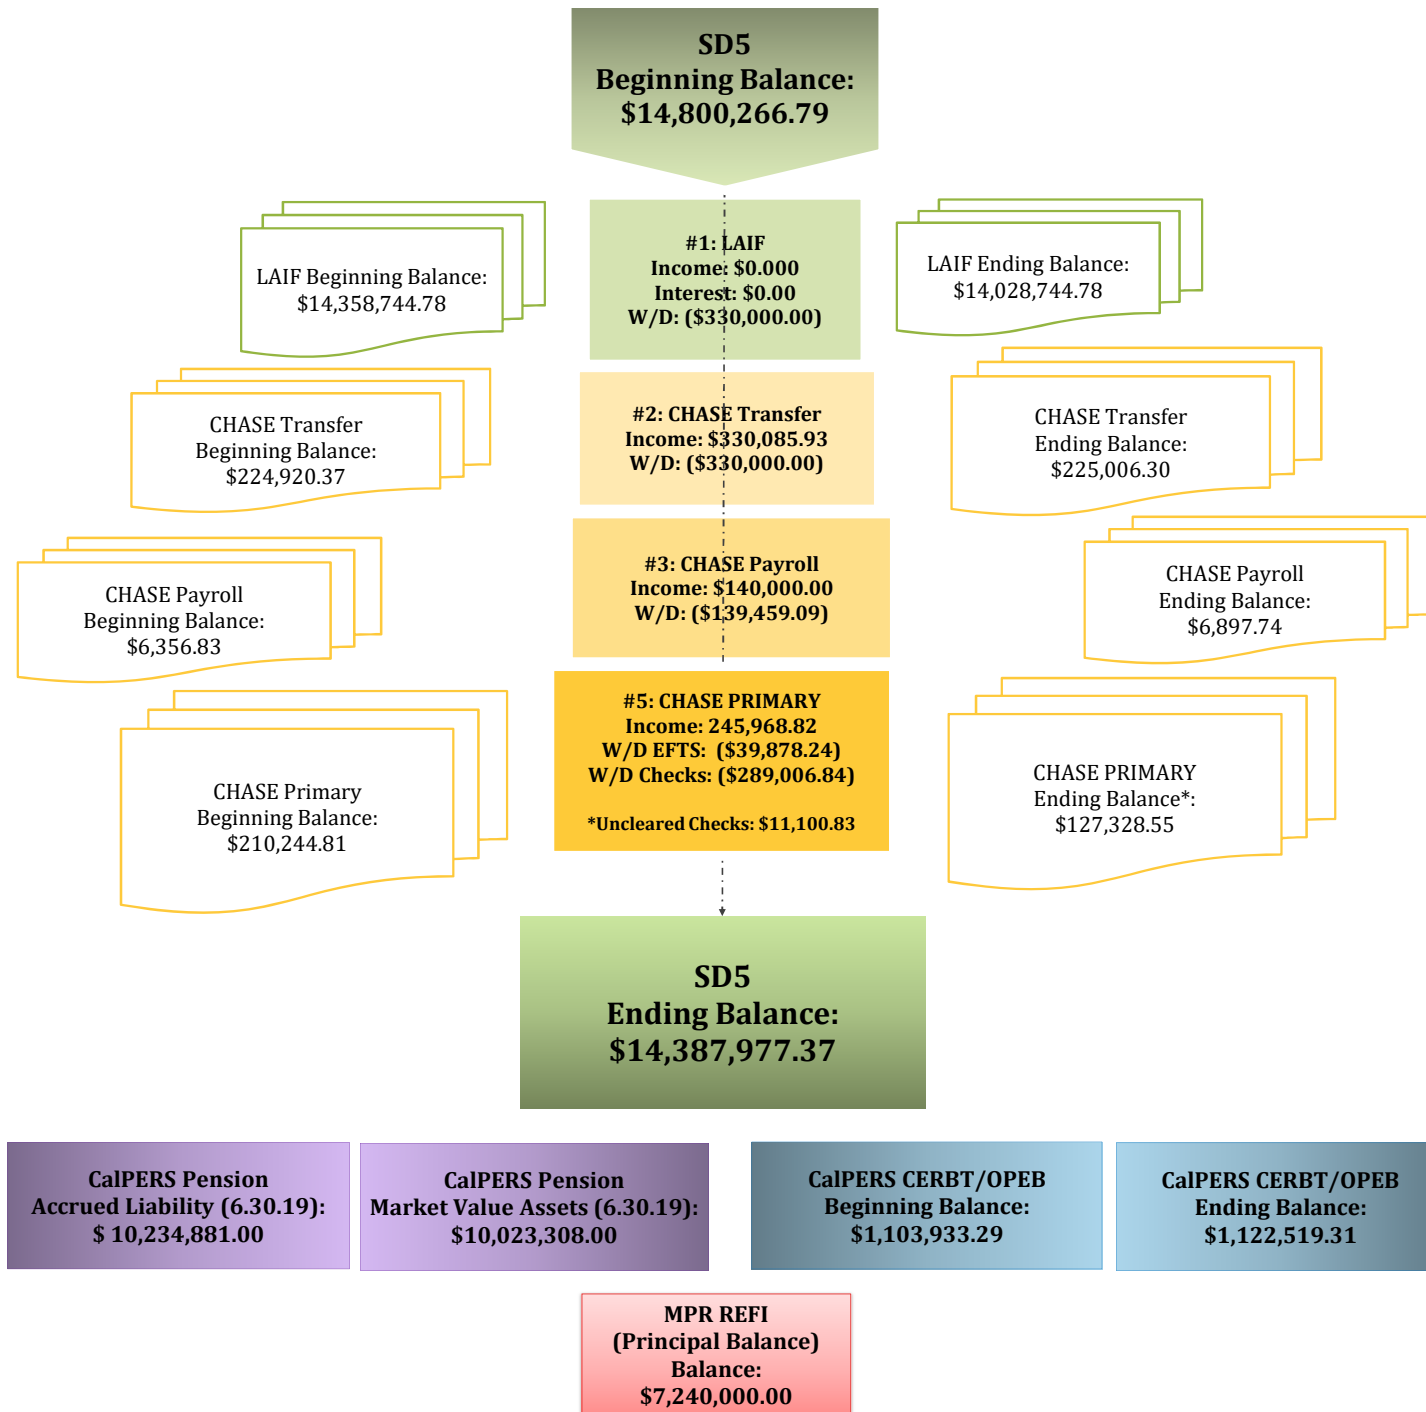 SD5
Beginning Balance:
$14,800,266.79
LAIF Beginning Balance:
$14,358,744.78
#1: LAIF
Income: $0.000
Interest: $0.00
W/D: ($330,000.00)
LAIF Ending Balance:
$14,028,744.78
CHASE Transfer
Beginning Balance:
$224,920.37
#2: CHASE Transfer
Income: $330,085.93
W/D: ($330,000.00)
CHASE Transfer
Ending Balance:
$225,006.30
CHASE Payroll
Beginning Balance:
$6,356.83
#3: CHASE Payroll
Income: $140,000.00
W/D: ($139,459.09)
CHASE Payroll
Ending Balance:
$6,897.74
CHASE Primary
Beginning Balance:
$210,244.81
#5: CHASE PRIMARY
Income: 245,968.82
W/D EFTS:  ($39,878.24)
W/D Checks: ($289,006.84)
*Uncleared Checks: $11,100.83
CHASE PRIMARY
Ending Balance*:
$127,328.55
SD5
Ending Balance:
$14,387,977.37
CalPERS Pension
Accrued Liability (6.30.19):
$ 10,234,881.00
CalPERS Pension
Market Value Assets (6.30.19):
$10,023,308.00
CalPERS CERBT/OPEB
Beginning Balance:
$1,103,933.29
CalPERS CERBT/OPEB
Ending Balance:
$1,122,519.31
MPR REFI
(Principal Balance)
Balance:
$7,240,000.00